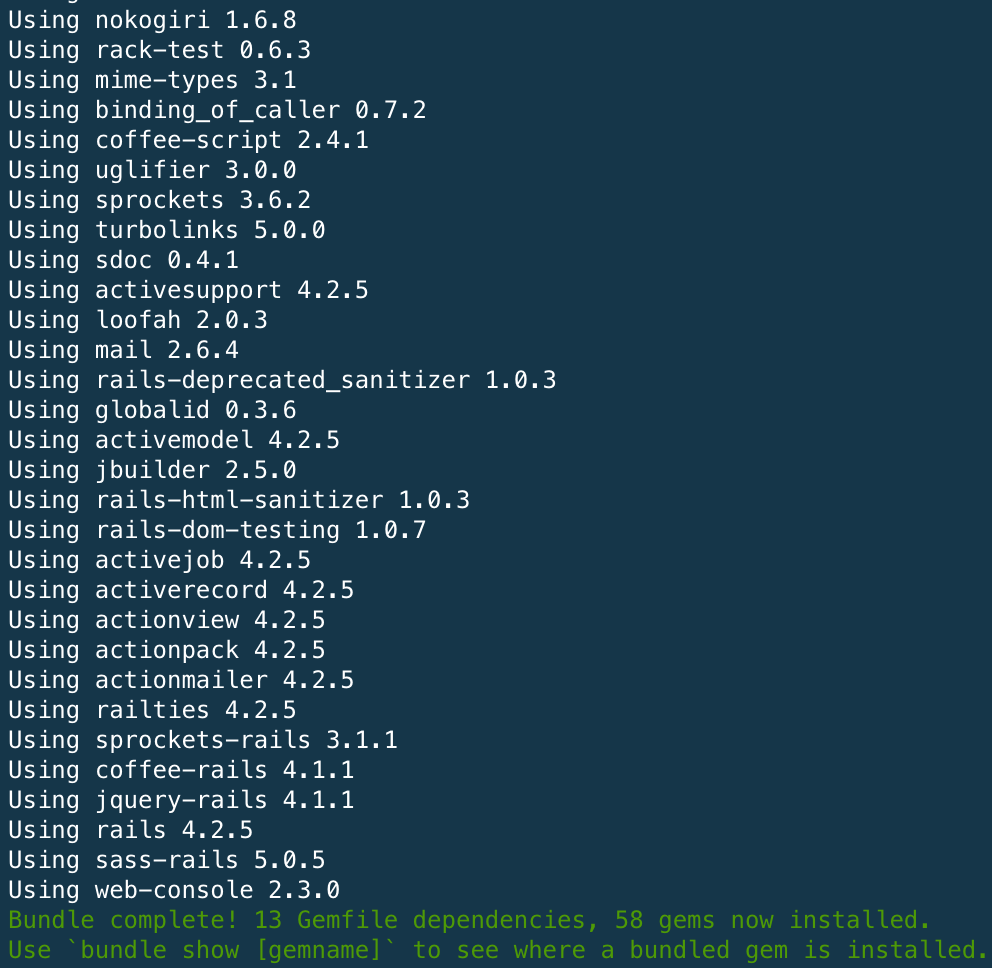 Using nokogiri 1.6.8
Using rack-test 0.6.3
Using mime-types 3.1
Using binding_of_caller 0.7.2
Using coffee-script 2.4.1
Using uglifier 3.0.0
Using sprockets 3.6.2
Using turbolinks 5.0.0
Using sdoc 0.4.1
Using activesupport 4.2.5
Using loofah 2.0.3
Using mail 2.6.4
Using rails-deprecated_sanitizer 1.0.3
Using globalid 0.3.6
Using activemodel 4.2.5
Using jbuilder 2.5.0
Using rails-html-sanitizer 1.0.3
Using rails-dom-testing 1.0.7
Using activejob 4.2.5
Using activerecord 4.2.5
Using actionview 4.2.5
Using actionpack 4.2.5
Using actionmailer 4.2.5
Using railties 4.2.5
Using sprockets-rails 3.1.1
Using coffee-rails 4.1.1
Using jquery-rails 4.1.1
Using rails 4.2.5
Using sass-rails 5.0.5
Using web-console 2.3.0
Bundle complete! 13 Gemfile dependencies, 58 gems now installed.
Use `bundle show [gemname]` to see where a bundled gem is installed.